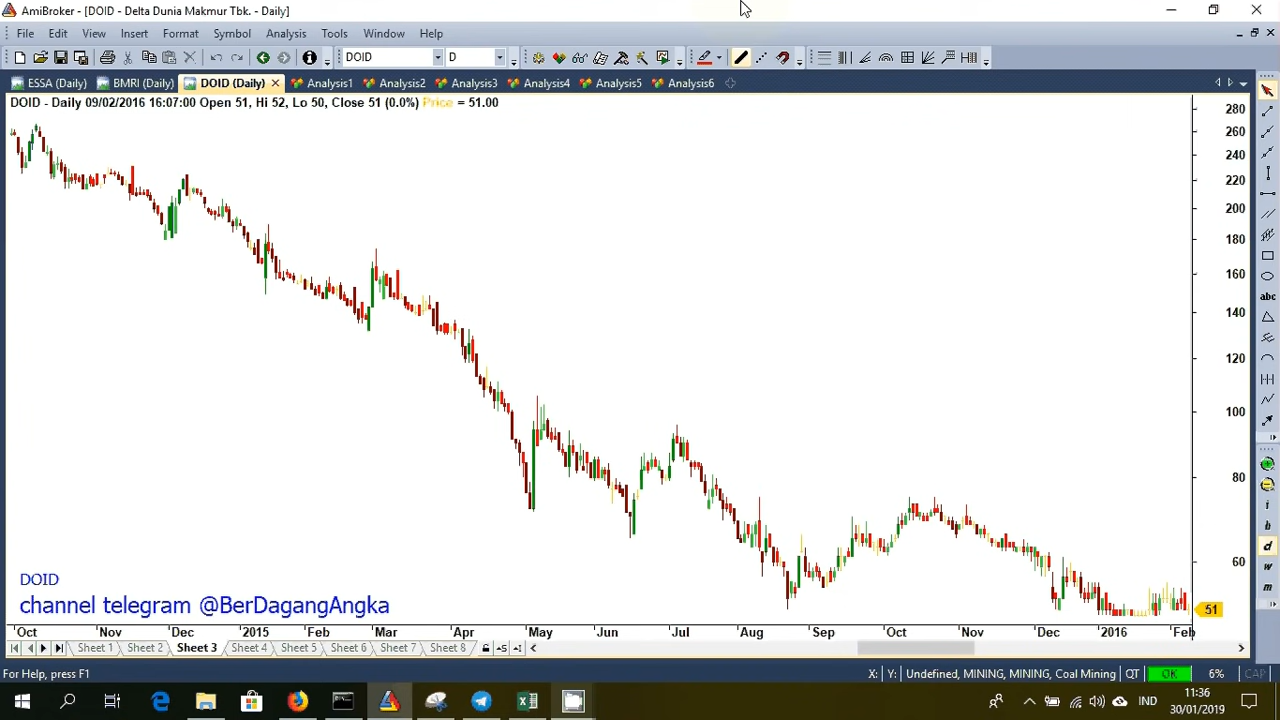 AmiBroker - [DOID - Delta Dunia Makmur Tbk. - Daily]
File Edit View Insert Format Symbol Analysis Tools Window Help
DOID D
ESSA (Daily) BMRI (Daily) DOID (Daily) Analysis1 Analysis2 Analysis3 Analysis4 Analysis5 Analysis6
DOID - Daily 09/02/2016 16:07:00 Open 51, Hi 52, Lo 50, Close 51 (0.0%) Price = 51.00
280
260
240
220
200
180
160
140
120
100
80
60
51
abc
i
h
d
w
m
DOID
channel telegram @BerDagangAngka
Oct Nov Dec 2015 Feb Mar Apr May Jun Jul Aug Sep Oct Nov Dec 2016 Feb
Sheet 1 Sheet 2 Sheet 3 Sheet 4 Sheet 5 Sheet 6 Sheet 7 Sheet 8
For Help, press F1 X: Y: Undefined, MINING, MINING, Coal Mining QT OK 6% CAP
IND
11:36
30/01/2019